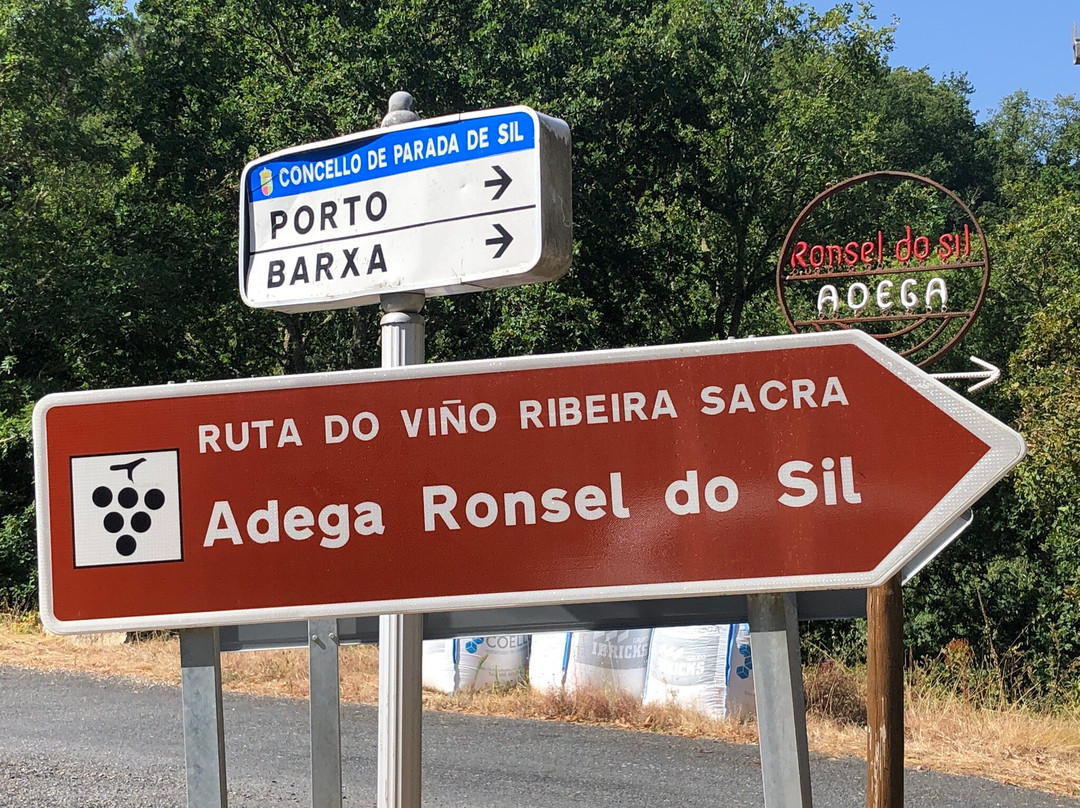 CONCELLO DE PARADA DE SIL
PORTO
BARXA
Ronsel do sil
ADEGA
RUTA DO VIÑO RIBEIRA SACRA
Adega Ronsel do Sil
IBRICKS